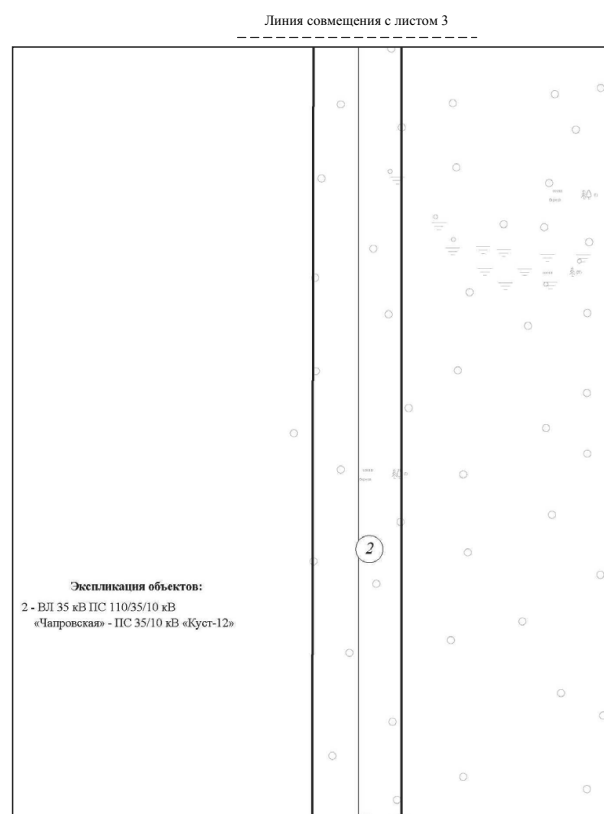 Линия совмещения с листом 3
2
Экспликация объектов:
2 - ВЛ 35 кВ ПС 110/35/10 кВ
«Чапровская» - ПС 35/10 кВ «Куст-12»